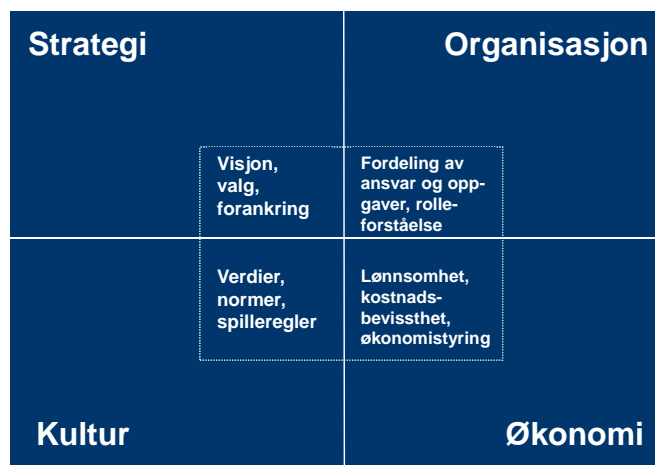 Strategi
Organisasjon
Visjon,
valg,
forankring
Fordeling av
ansvar og opp-
gaver, rolle-
forståelse
Verdier,
normer,
spilleregler
Lønnsomhet,
kostnads-
bevissthet,
økonomistyring
Kultur
Økonomi